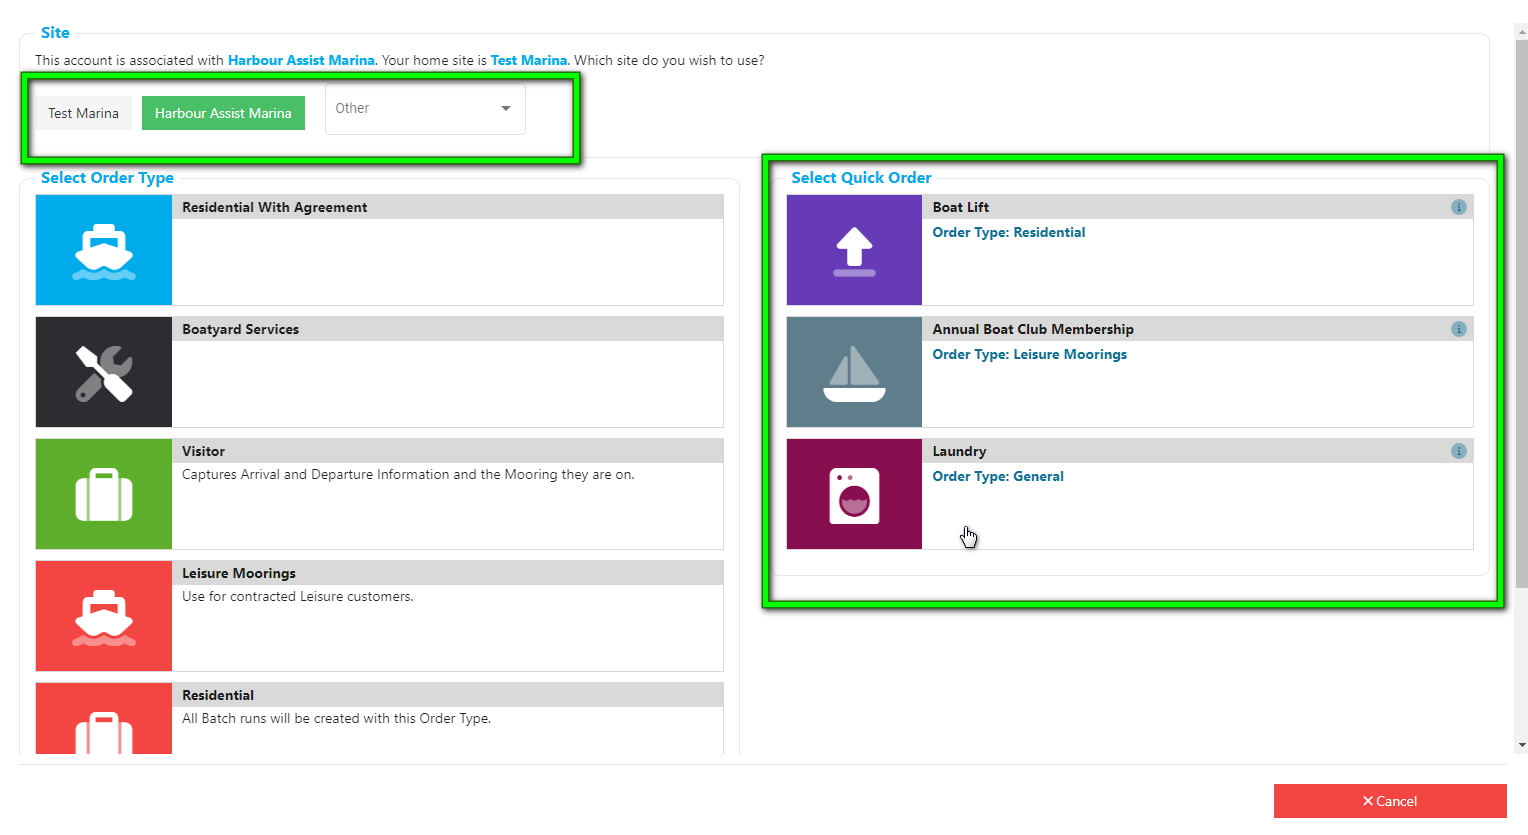 Site
This account is associated with Harbour Assist Marina. Your home site is Test Marina. Which site do you wish to use?
Test Marina
Harbour Assist Marina
Other
Select Order Type
Residential With Agreement
Boatyard Services
Visitor
Captures Arrival and Departure Information and the Mooring they are on.
Leisure Moorings
Use for contracted Leisure customers.
Residential
All Batch runs will be created with this Order Type.
Select Quick Order
Boat Lift
i
Order Type: Residential
Annual Boat Club Membership
i
Order Type: Leisure Moorings
Laundry
i
Order Type: General
Cancel